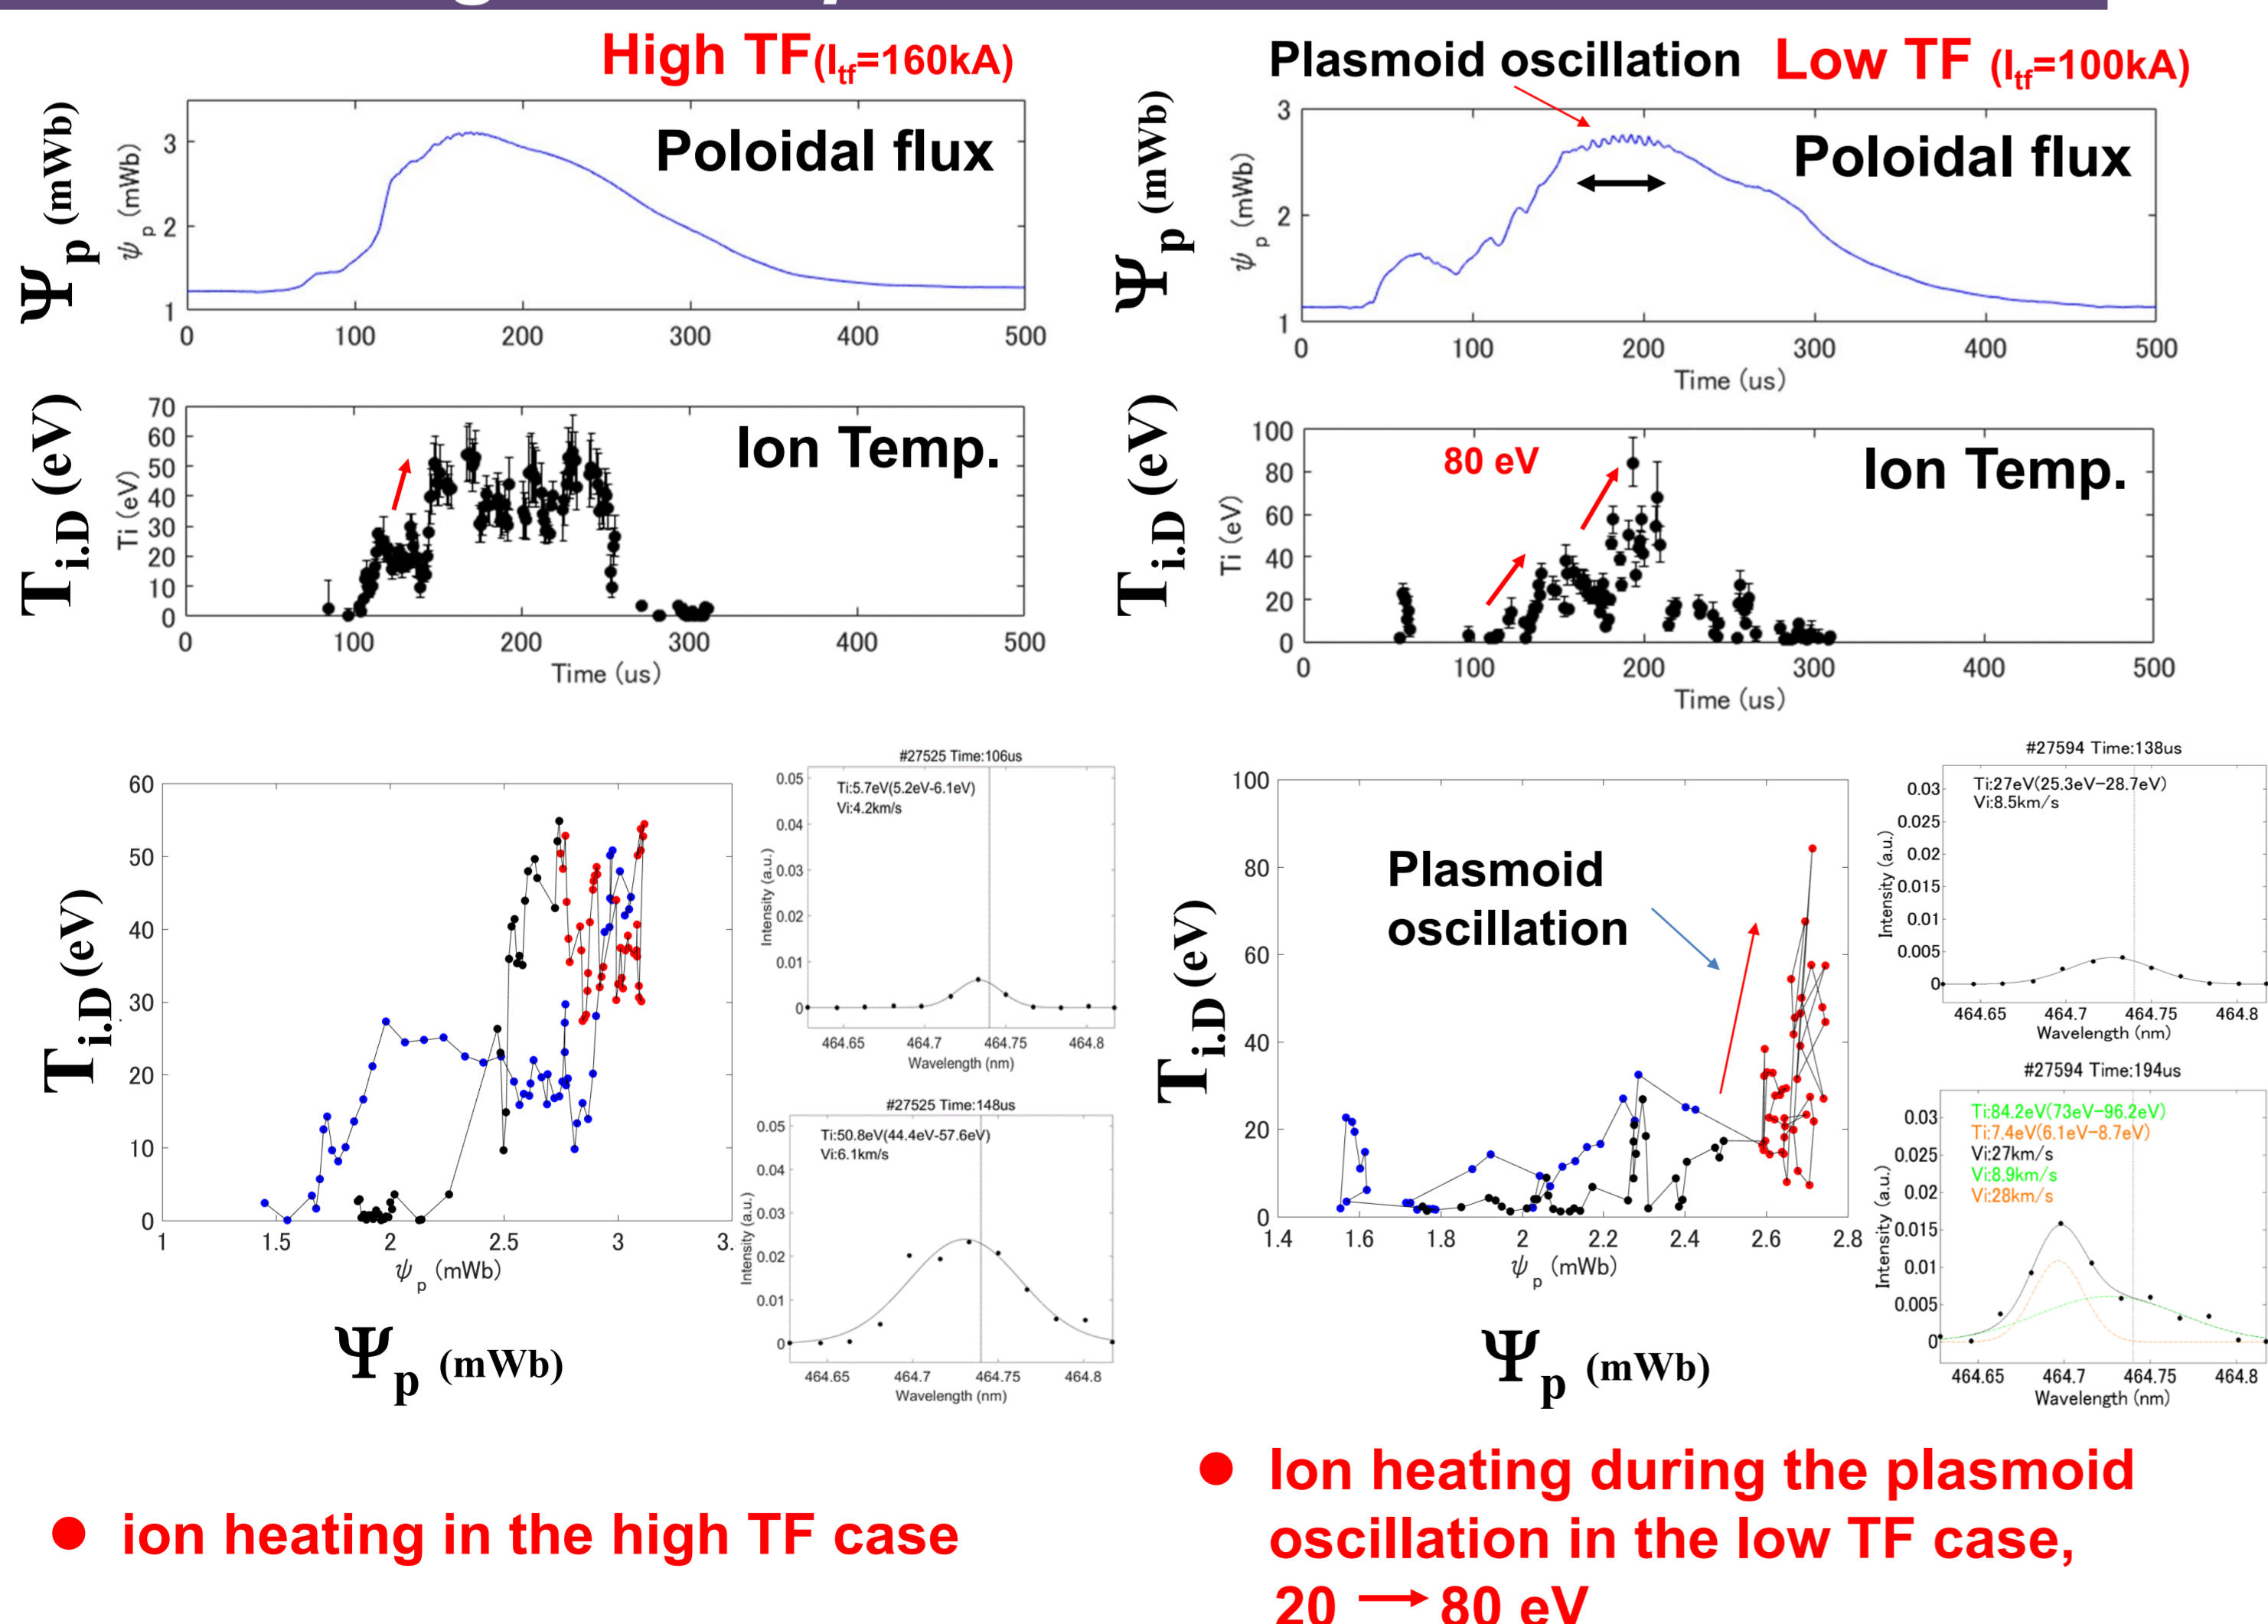 High TF(Itf=160kA)
Ψp (mWb)
ψp (mWb)
3
2
1
Poloidal flux
0 100 200 300 400 500
Ti.D (eV)
Ti (eV)
70
60
50
40
30
20
10
0
Ion Temp.
0 100 200 300 400 500
Time (us)
Ti.D (eV)
60
50
40
30
20
10
0
1 1.5 2 2.5 3 3.
ψp (mWb)
Ψp (mWb)
#27525 Time:106us
Ti:5.7eV(5.2eV-6.1eV)
Vi:4.2km/s
Intensity (a.u.)
0.05
0.04
0.03
0.02
0.01
0
464.65 464.7 464.75 464.8
Wavelength (nm)
#27525 Time:148us
Ti:50.8eV(44.4eV-57.6eV)
Vi:6.1km/s
Intensity (a.u.)
0.05
0.04
0.03
0.02
0.01
0
464.65 464.7 464.75 464.8
Wavelength (nm)
● ion heating in the high TF case
Plasmoid oscillation Low TF (Itf=100kA)
Ψp (mWb)
ψp (mWb)
3
2
1
Poloidal flux
0 100 200 300 400 500
Time (us)
Ti.D (eV)
Ti (eV)
100
80
60
40
20
0
80 eV
Ion Temp.
0 100 200 300 400 500
Time (us)
Ti.D (eV)
100
80
60
40
20
0
Plasmoid
oscillation
1.4 1.6 1.8 2 2.2 2.4 2.6 2.8
ψp (mWb)
Ψp (mWb)
#27594 Time:138us
Ti:27eV(25.3eV-28.7eV)
Vi:8.5km/s
Intensity (a.u.)
0.03
0.025
0.02
0.015
0.01
0.005
0
464.65 464.7 464.75 464.8
Wavelength (nm)
#27594 Time:194us
Ti:84.2eV(73eV-96.2eV)
Ti:7.4eV(6.1eV-8.7eV)
Vi:27km/s
Vi:8.9km/s
Vi:28km/s
Intensity (a.u.)
0.03
0.025
0.02
0.015
0.01
0.005
0
464.65 464.7 464.75 464.8
Wavelength (nm)
● Ion heating during the plasmoid
oscillation in the low TF case,
20 → 80 eV